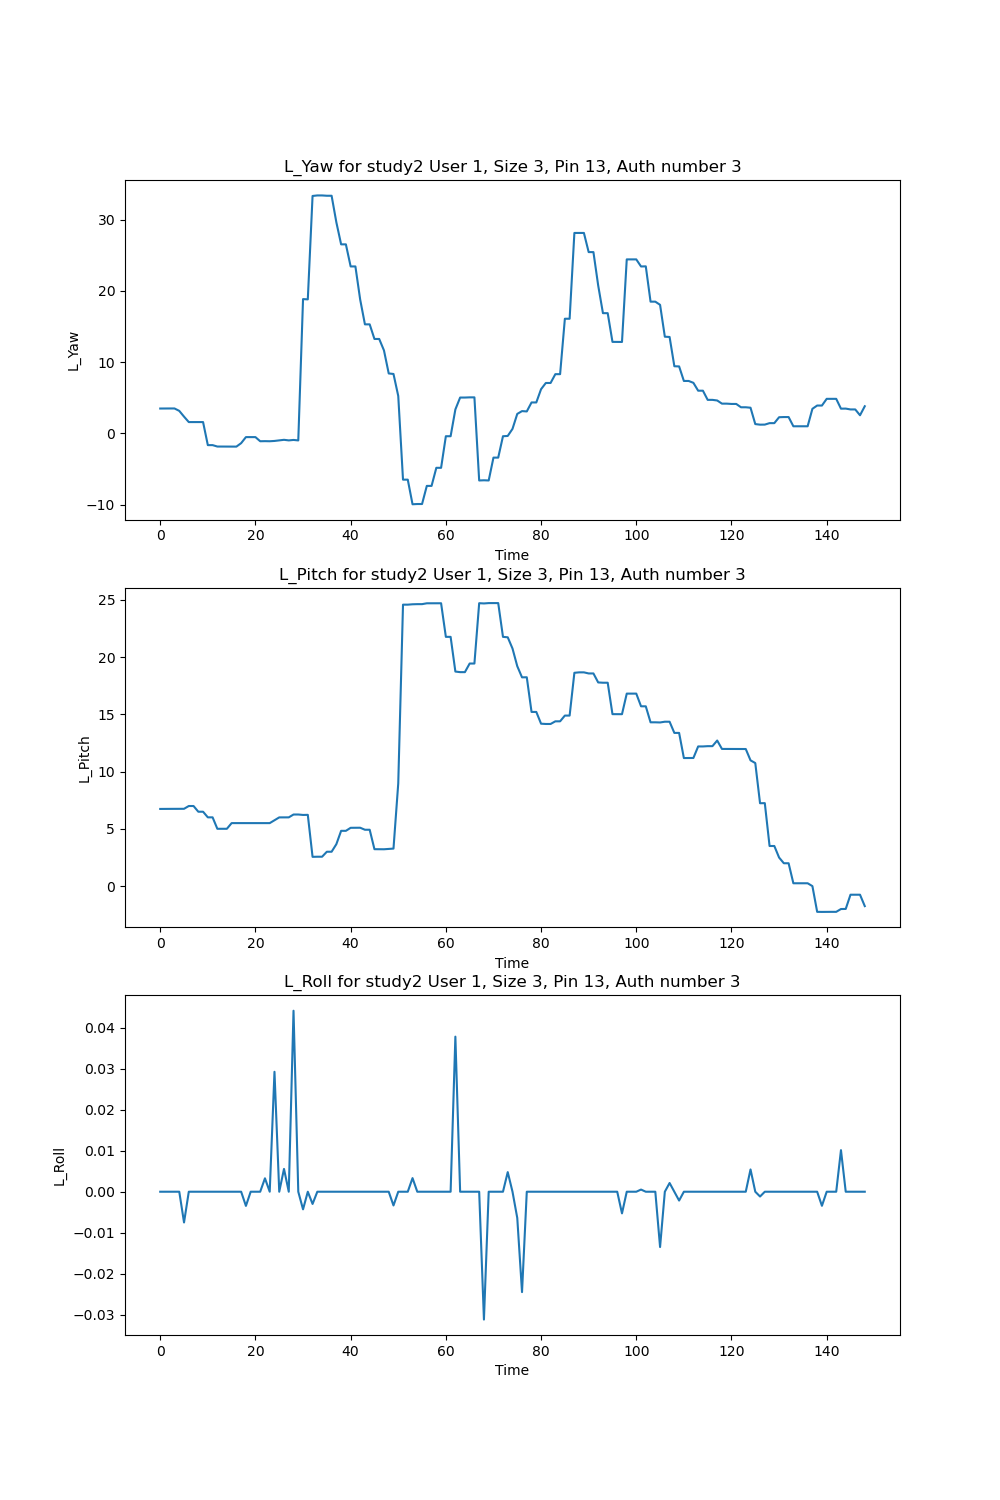 L_Yaw for study2 User 1, Size 3, Pin 13, Auth number 3
30
20
10
0
−10
L_Yaw
0 20 40 60 80 100 120 140
Time
L_Pitch for study2 User 1, Size 3, Pin 13, Auth number 3
25
20
15
10
5
0
L_Pitch
0 20 40 60 80 100 120 140
Time
L_Roll for study2 User 1, Size 3, Pin 13, Auth number 3
0.04
0.03
0.02
0.01
0.00
−0.01
−0.02
−0.03
L_Roll
0 20 40 60 80 100 120 140
Time